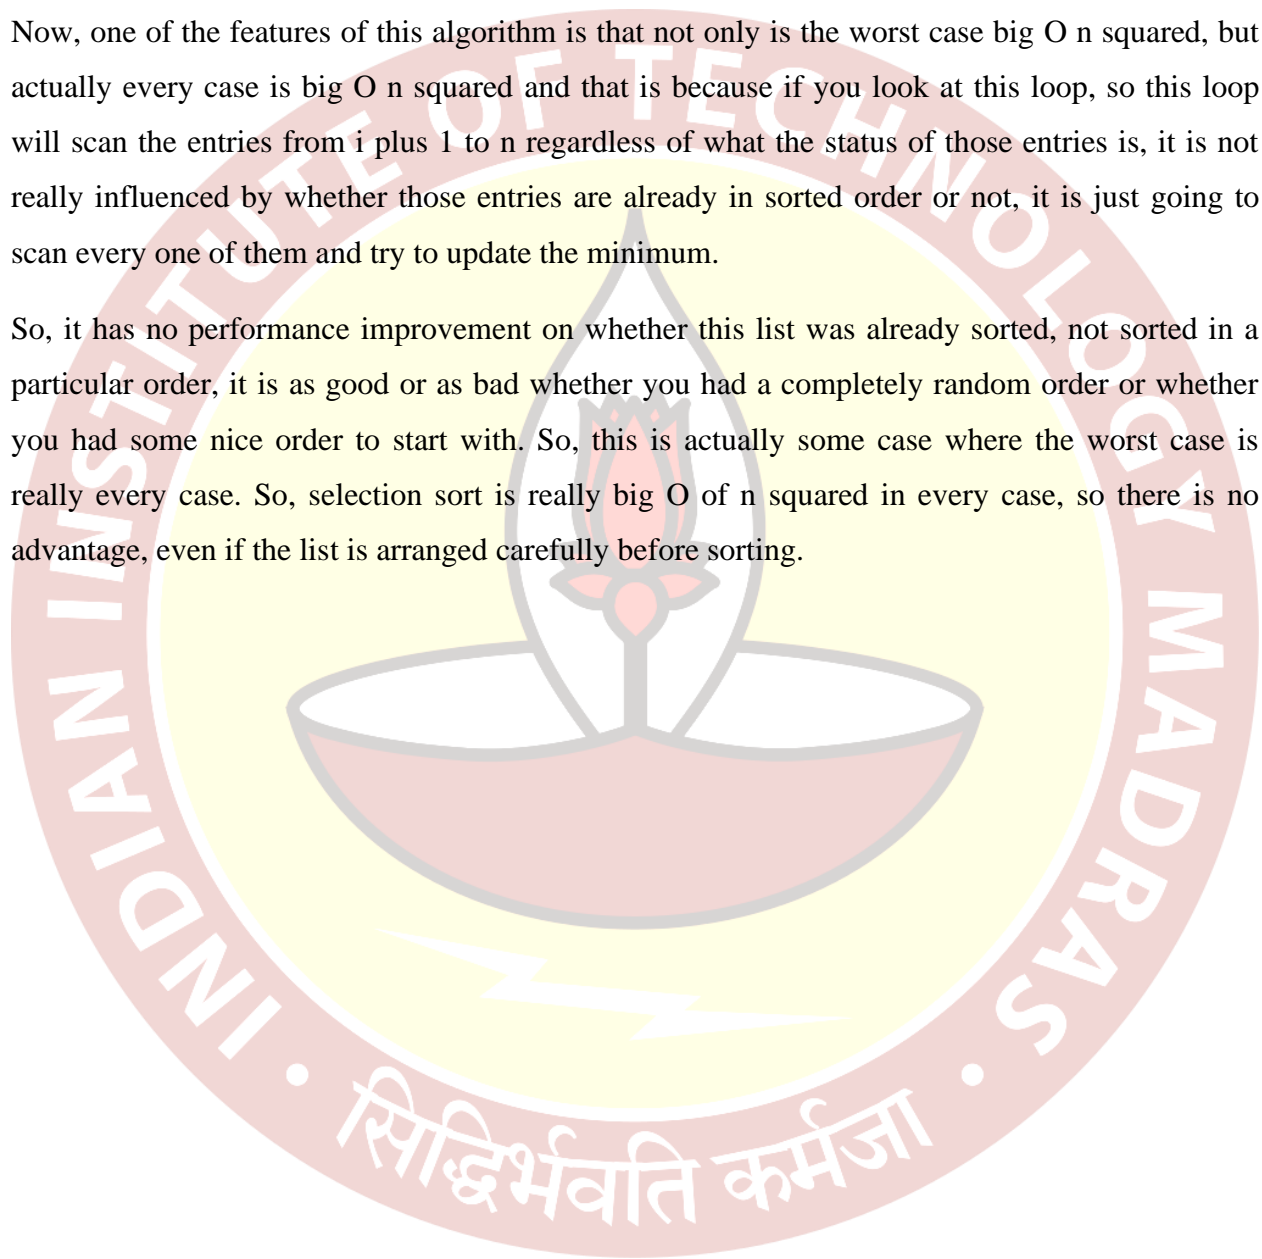 Now, one of the features of this algorithm is that not only is the worst case big O n squared, but
actually every case is big O n squared and that is because if you look at this loop, so this loop
will scan the entries from i plus 1 to n regardless of what the status of those entries is, it is not
really influenced by whether those entries are already in sorted order or not, it is just going to
scan every one of them and try to update the minimum.
So, it has no performance improvement on whether this list was already sorted, not sorted in a
particular order, it is as good or as bad whether you had a completely random order or whether
you had some nice order to start with. So, this is actually some case where the worst case is
really every case. So, selection sort is really big O of n squared in every case, so there is no
advantage, even if the list is arranged carefully before sorting.
INDIAN INSTITUTE OF TECHNOLOGY MADRAS
सिद्धिर्भवति कर्मजा